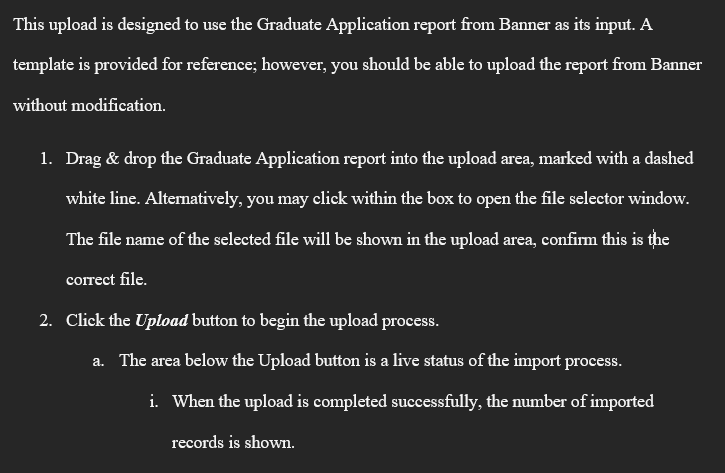 This upload is designed to use the Graduate Application report from Banner as its input. A
template is provided for reference; however, you should be able to upload the report from Banner
without modification.
1. Drag & drop the Graduate Application report into the upload area, marked with a dashed
white line. Alternatively, you may click within the box to open the file selector window.
The file name of the selected file will be shown in the upload area, confirm this is the
correct file.
2. Click the Upload button to begin the upload process.
a. The area below the Upload button is a live status of the import process.
i. When the upload is completed successfully, the number of imported
records is shown.